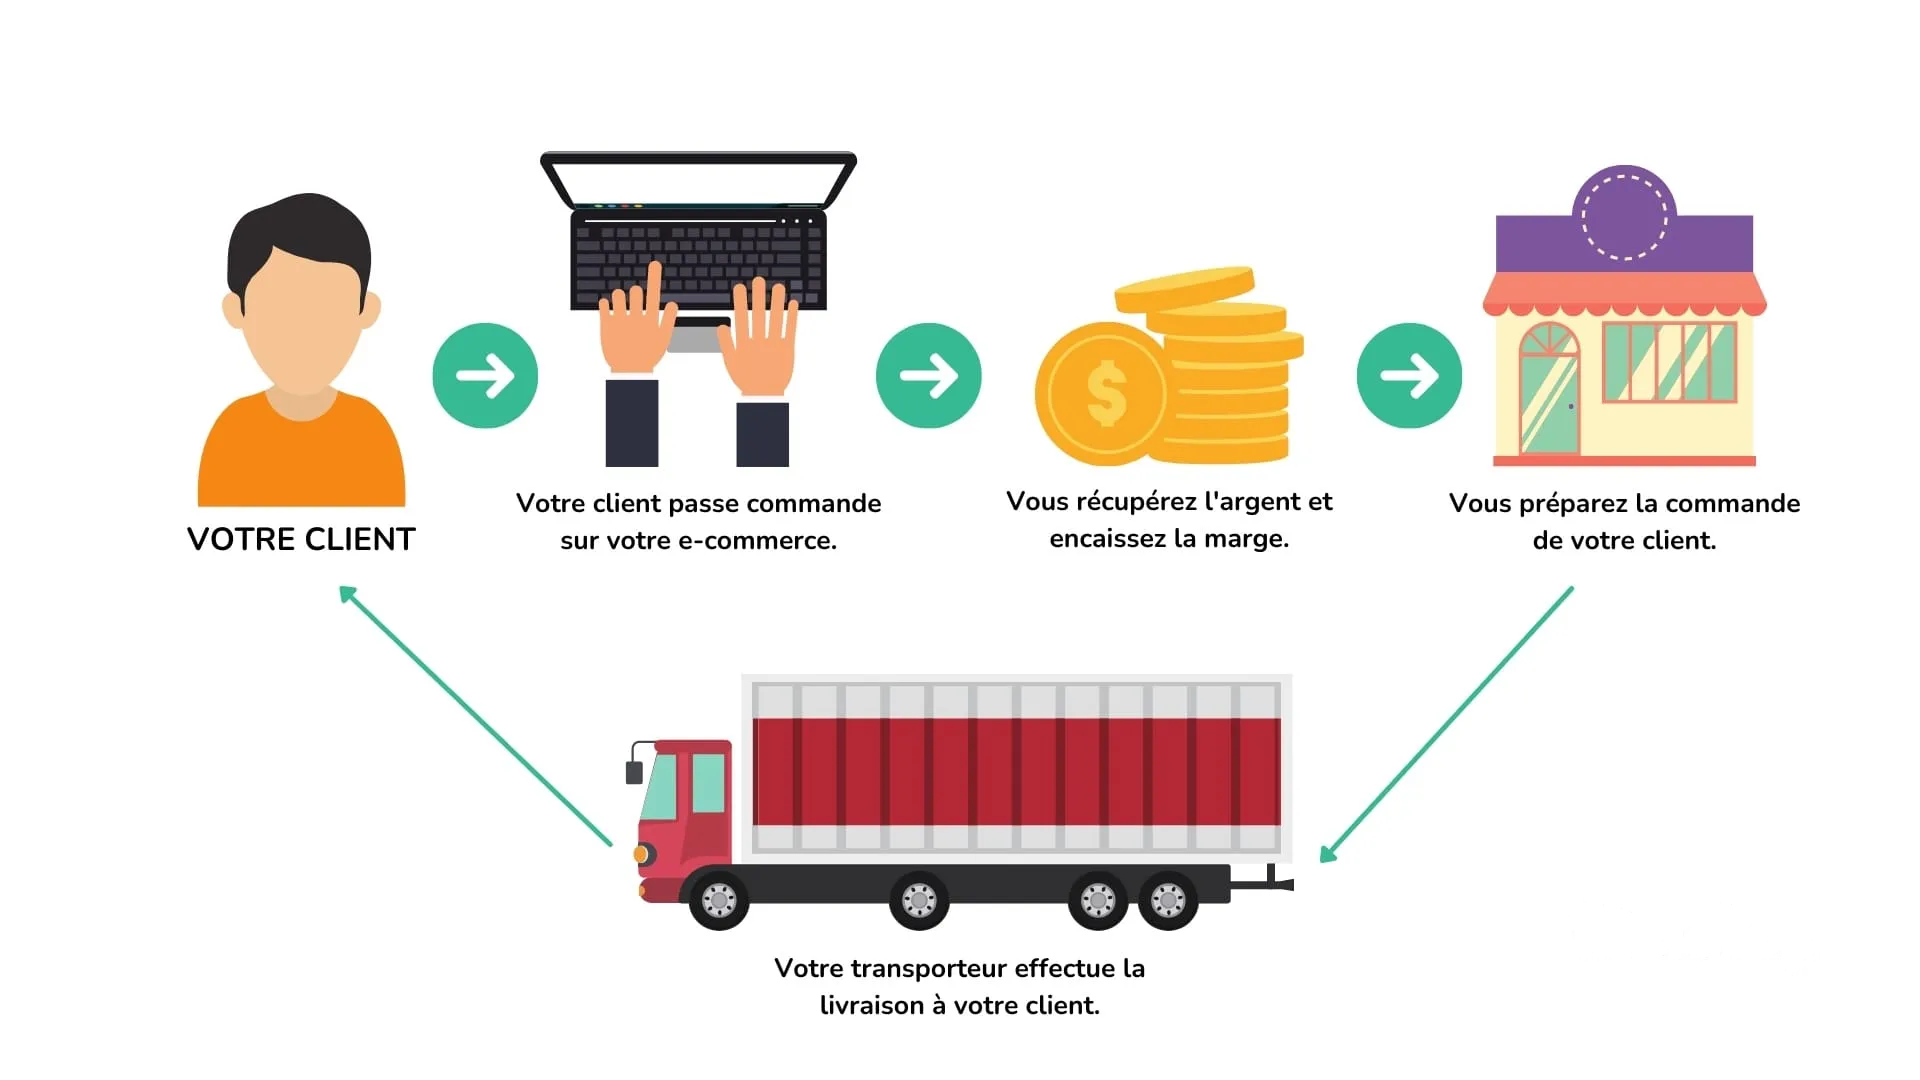 VOTRE CLIENT
Votre client passe commande
sur votre e-commerce.
$
Vous récupérez l'argent et
encaissez la marge.
Vous préparez la commande
de votre client.
Votre transporteur effectue la
livraison à votre client.